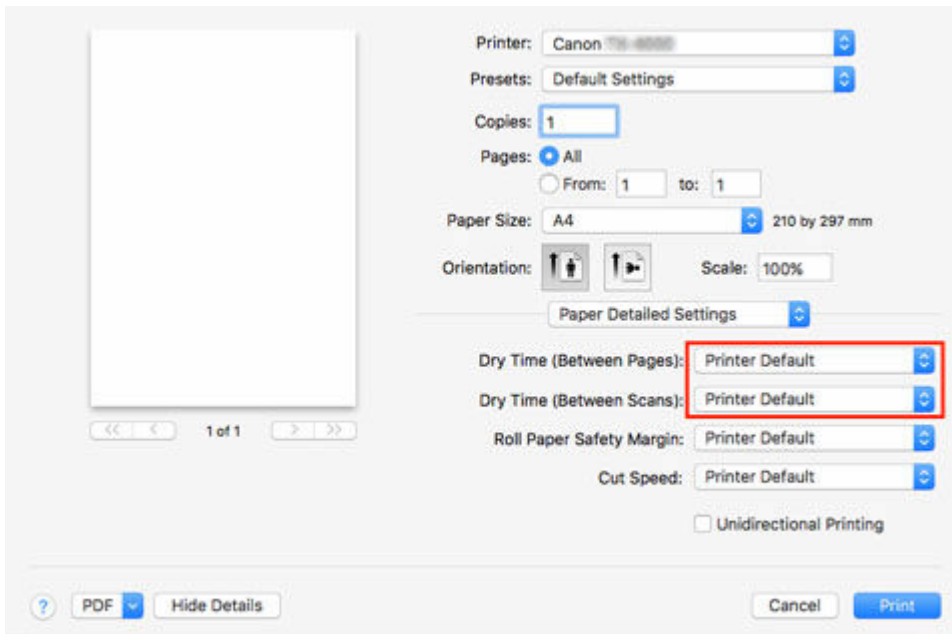 Printer: Canon
Presets: Default Settings
Copies: 1
Pages: All
From: 1 to: 1
Paper Size: A4 210 by 297 mm
Orientation: Scale: 100%
Paper Detailed Settings
Dry Time (Between Pages): Printer Default
Dry Time (Between Scans): Printer Default
Roll Paper Safety Margin: Printer Default
Cut Speed: Printer Default
Unidirectional Printing
<< < 1 of 1 > >>
? PDF Hide Details Cancel Print